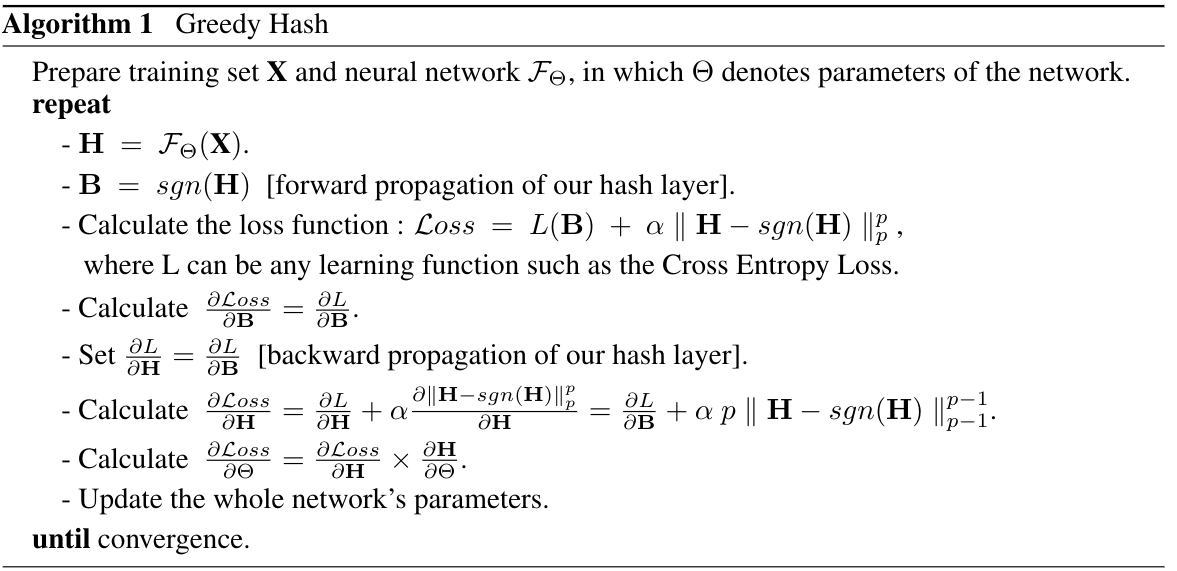 Algorithm 1 Greedy Hash
Prepare training set X and neural network $\mathcal{F}_\Theta$, in which Θ denotes parameters of the network.
repeat
- $\mathbf{H} = \mathcal{F}_\Theta(\mathbf{X})$.
- $\mathbf{B} = sgn(\mathbf{H})$ [forward propagation of our hash layer].
- Calculate the loss function : $\mathcal{L}oss = L(\mathbf{B}) + \alpha \parallel \mathbf{H} - sgn(\mathbf{H}) \parallel_p^p$ ,
where L can be any learning function such as the Cross Entropy Loss.
- Calculate $\frac{\partial \mathcal{L}oss}{\partial \mathbf{B}} = \frac{\partial L}{\partial \mathbf{B}}$.
- Set $\frac{\partial L}{\partial \mathbf{H}} = \frac{\partial L}{\partial \mathbf{B}}$ [backward propagation of our hash layer].
- Calculate $\frac{\partial \mathcal{L}oss}{\partial \mathbf{H}} = \frac{\partial L}{\partial \mathbf{H}} + \alpha \frac{\partial \|\mathbf{H} - sgn(\mathbf{H})\|_p^p}{\partial \mathbf{H}} = \frac{\partial L}{\partial \mathbf{B}} + \alpha \, p \parallel \mathbf{H} - sgn(\mathbf{H}) \parallel_{p-1}^{p-1}$.
- Calculate $\frac{\partial \mathcal{L}oss}{\partial \Theta} = \frac{\partial \mathcal{L}oss}{\partial \mathbf{H}} \times \frac{\partial \mathbf{H}}{\partial \Theta}$.
- Update the whole network's parameters.
until convergence.